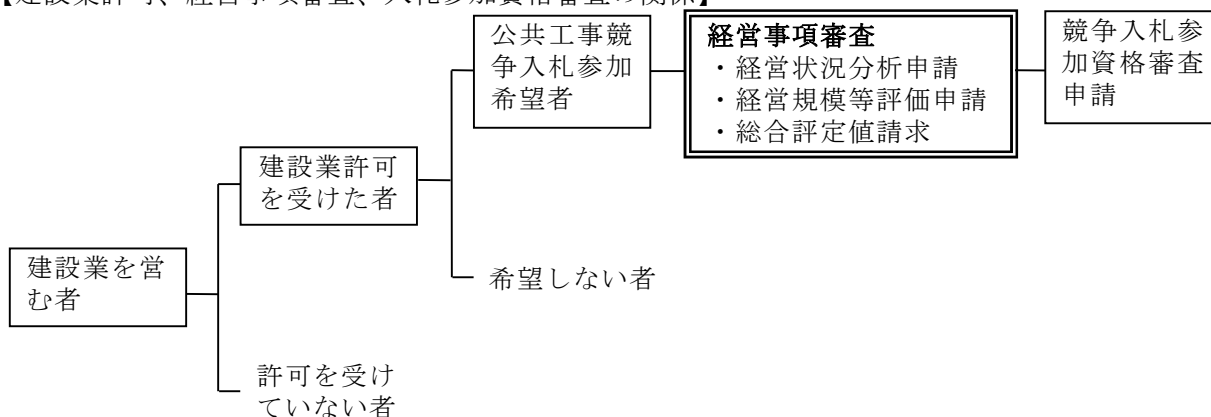 【建設業許可、経営事項審査、入札参加資格審査の関係】
公共工事競
争入札参加
希望者
経営事項審査
・経営状況分析申請
・経営規模等評価申請
・総合評定値請求
競争入札参
加資格審査
申請
建設業許可
を受けた者
希望しない者
建設業を営
む者
許可を受け
ていない者